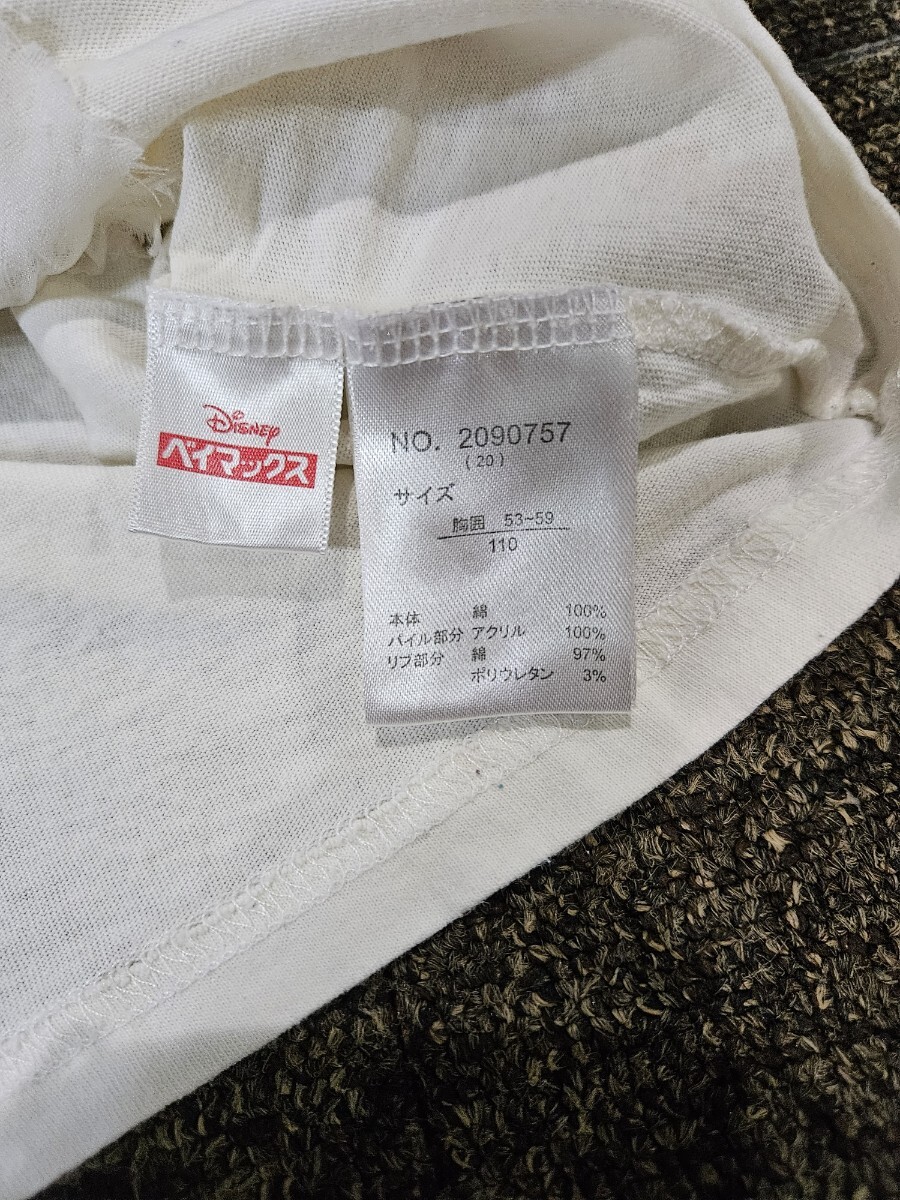 Disney
ベイマックス
NO. 2090757
(20)
サイズ
胸囲 53~59
110
本体 綿 100%
パイル部分 アクリル 100%
リブ部分 綿 97%
ポリウレタン 3%